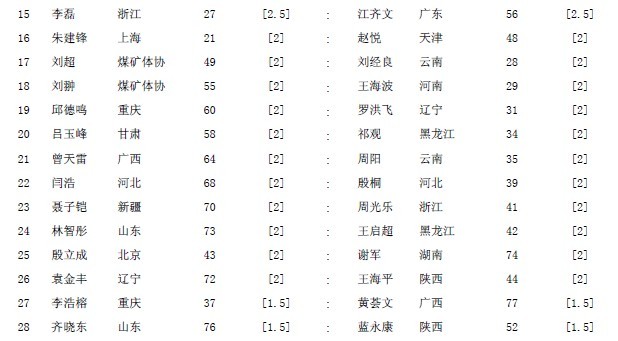 15 李磊 浙江 27 [2.5] : 江齐文 广东 56 [2.5]
16 朱建锋 上海 21 [2] : 赵悦 天津 48 [2]
17 刘超 煤矿体协 49 [2] : 刘经良 云南 28 [2]
18 刘翀 煤矿体协 55 [2] : 王海波 河南 29 [2]
19 邱德鸣 重庆 60 [2] : 罗洪飞 辽宁 31 [2]
20 吕玉峰 甘肃 58 [2] : 祁观 黑龙江 34 [2]
21 曾天雷 广西 64 [2] : 周阳 云南 35 [2]
22 闫浩 河北 68 [2] : 殷桐 河北 39 [2]
23 聂子铠 新疆 70 [2] : 周光乐 浙江 41 [2]
24 林智彤 山东 73 [2] : 王启超 黑龙江 42 [2]
25 殷立成 北京 43 [2] : 谢军 湖南 74 [2]
26 袁金丰 辽宁 72 [2] : 王海平 陕西 44 [2]
27 李浩榕 重庆 37 [1.5] : 黄荟文 广西 77 [1.5]
28 齐晓东 山东 76 [1.5] : 蓝永康 陕西 52 [1.5]